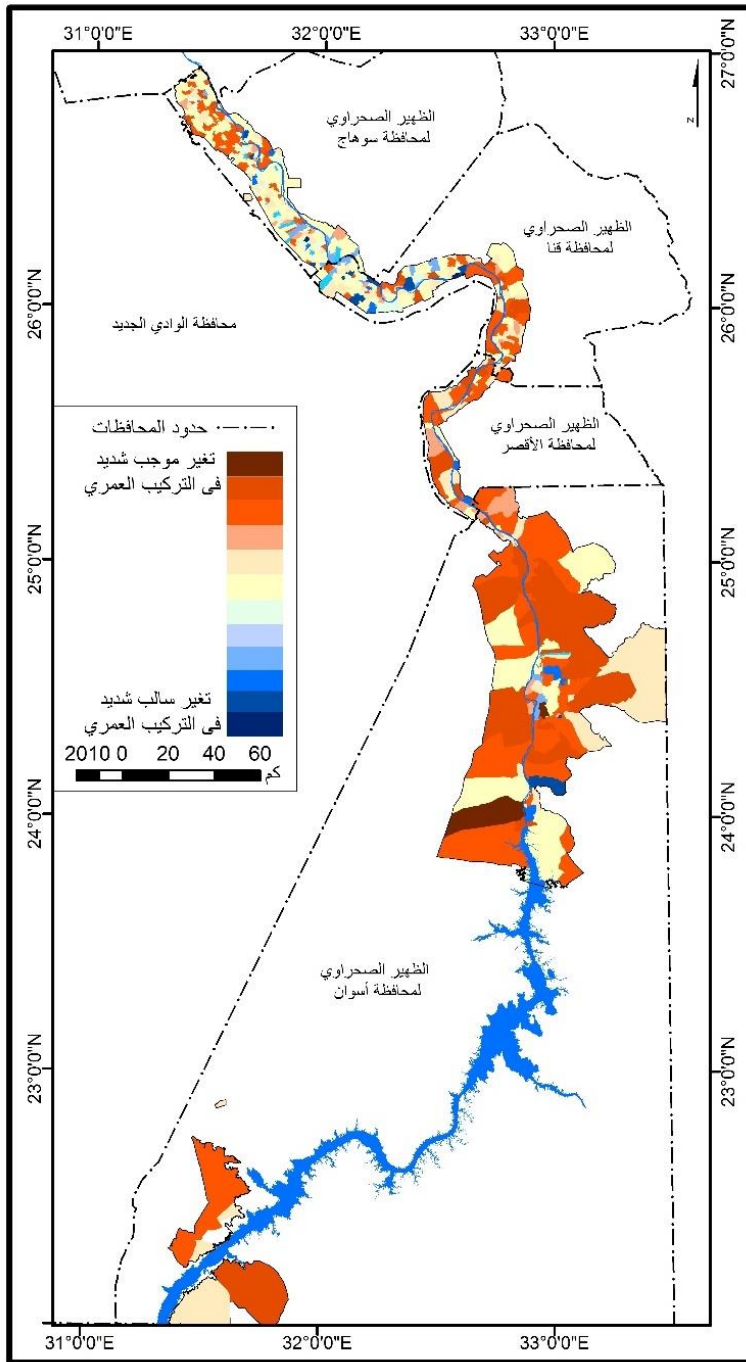 31°0'0"E
32°0'0"E
33°0'0"E
27°0'0"N
N
الظهير الصحراوي
لمحافظة سوهاج
الظهير الصحراوي
لمحافظة قنا
26°0'0"N
26°0'0"N
محافظة الوادي الجديد
الظهير الصحراوي
لمحافظة الأقصر
حدود المحافظات
تغير موجب شديد
فى التركيب العمري
تغير سالب شديد
فى التركيب العمري
2010 0 20 40 60
كم
25°0'0"N
25°0'0"N
24°0'0"N
24°0'0"N
الظهير الصحراوي
لمحافظة أسوان
23°0'0"N
23°0'0"N
31°0'0"E
32°0'0"E
33°0'0"E